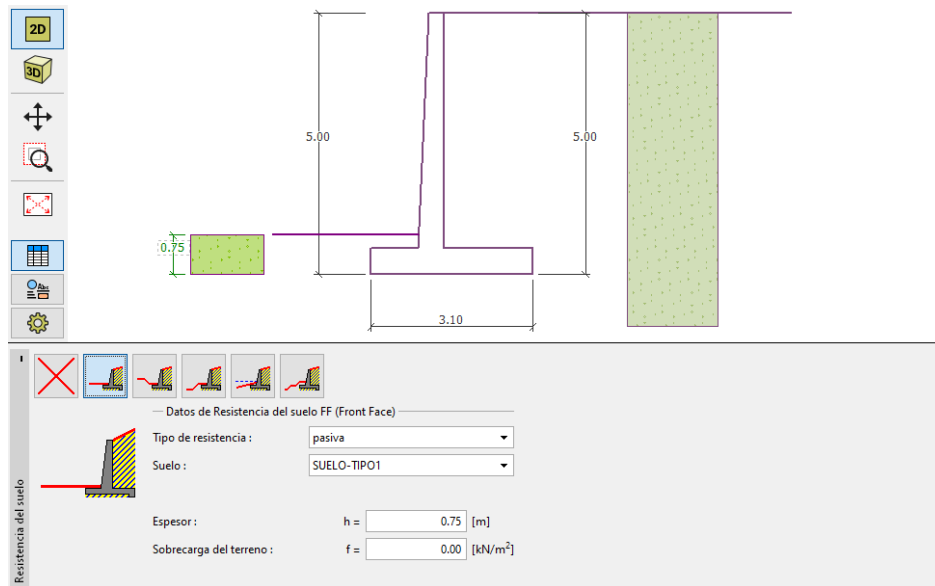 2D
3D
5.00
5.00
0.75
3.10
Abc
Datos de Resistencia del suelo FF (Front Face)
Tipo de resistencia :
pasiva
Suelo :
SUELO-TIPO1
Espesor :
h =
0.75
[m]
Sobrecarga del terreno :
f =
0.00
[kN/m²]
Resistencia del suelo